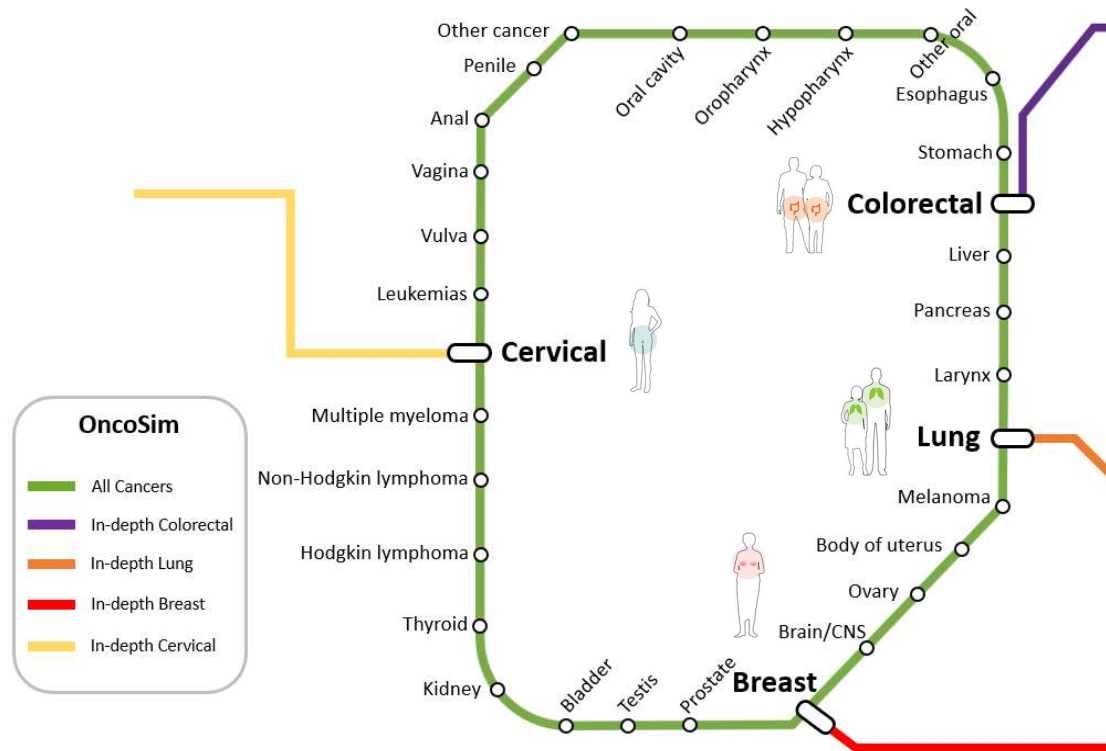 Other cancer
Penile
Anal
Vagina
Vulva
Leukemias
Cervical
Multiple myeloma
Non-Hodgkin lymphoma
Hodgkin lymphoma
Thyroid
Kidney
Bladder
Testis
Prostate
Breast
Brain/CNS
Ovary
Body of uterus
Melanoma
Lung
Larynx
Pancreas
Liver
Colorectal
Stomach
Esophagus
Other oral
Hypopharynx
Oropharynx
Oral cavity
OncoSim
All Cancers
In-depth Colorectal
In-depth Lung
In-depth Breast
In-depth Cervical